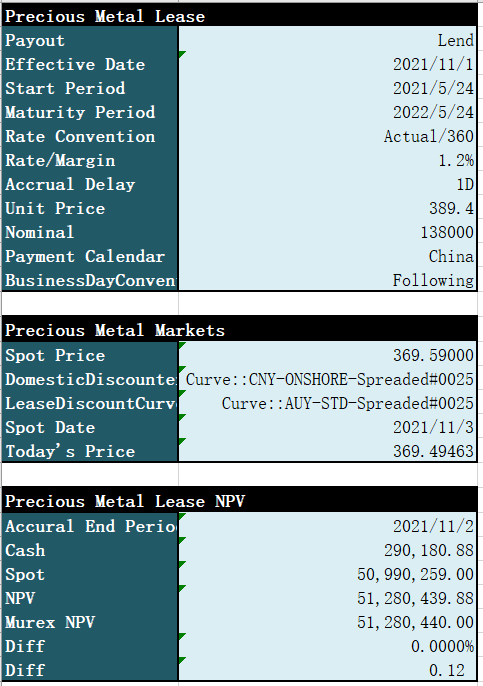 Precious Metal Lease
Payout Lend
Effective Date 2021/11/1
Start Period 2021/5/24
Maturity Period 2022/5/24
Rate Convention Actual/360
Rate/Margin 1.2%
Accrual Delay 1D
Unit Price 389.4
Nominal 138000
Payment Calendar China
BusinessDayConven Following
Precious Metal Markets
Spot Price 369.59000
DomesticDiscounte Curve::CNY-ONSHORE-Spreaded#0025
LeaseDiscountCurv Curve::AUY-STD-Spreaded#0025
Spot Date 2021/11/3
Today's Price 369.49463
Precious Metal Lease NPV
Accural End Perio 2021/11/2
Cash 290,180.88
Spot 50,990,259.00
NPV 51,280,439.88
Murex NPV 51,280,440.00
Diff 0.0000%
Diff 0.12